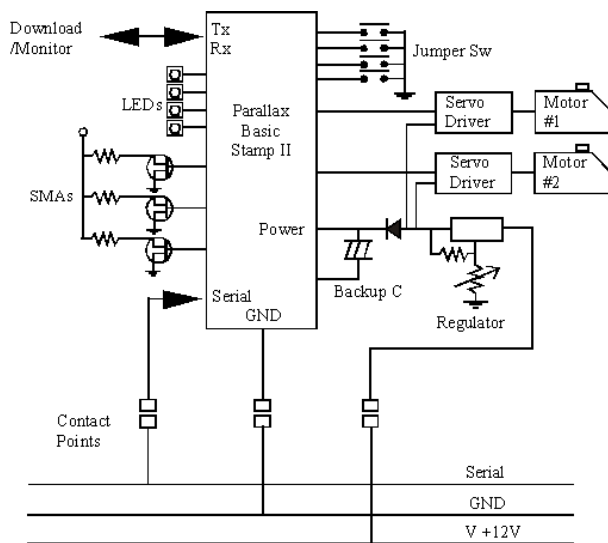 Download
/Monitor
Tx
Rx
Jumper Sw
LEDs
Parallax
Basic
Stamp II
Servo
Driver
Motor
#1
Servo
Driver
Motor
#2
SMAs
Power
Backup C
Regulator
Serial
GND
Contact
Points
Serial
GND
V +12V